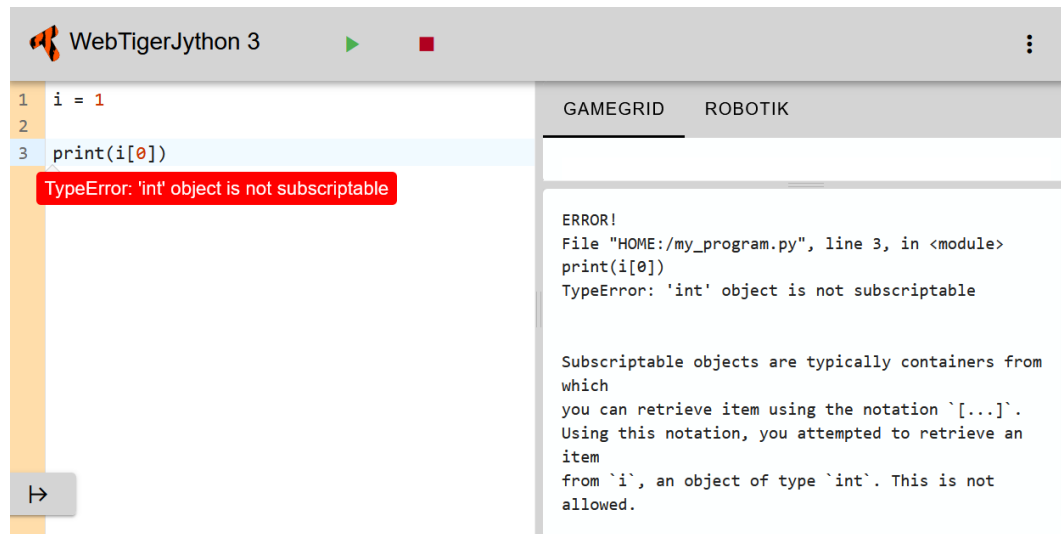 WebTigerJython 3
1 i = 1
2
3 print(i[0])
TypeError: 'int' object is not subscriptable
GAMEGRID ROBOTIK
ERROR!
File "HOME:/my_program.py", line 3, in <module>
print(i[0])
TypeError: 'int' object is not subscriptable
Subscriptable objects are typically containers from
which
you can retrieve item using the notation `[...]`.
Using this notation, you attempted to retrieve an
item
from `i`, an object of type `int`. This is not
allowed.